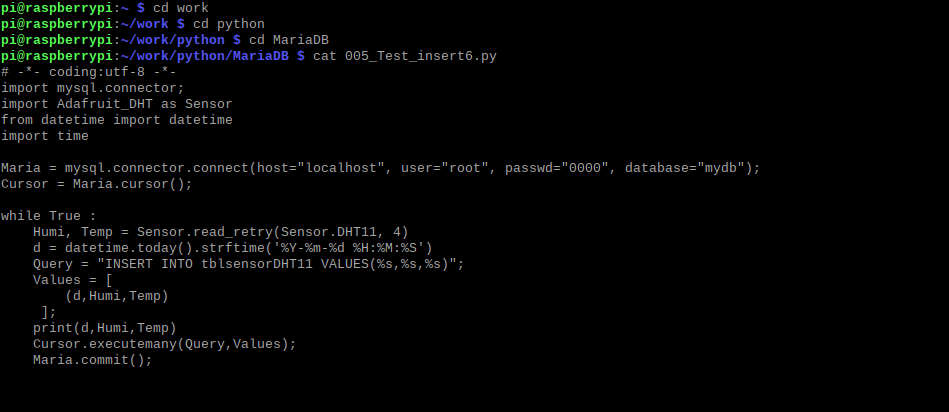 pi@raspberrypi:~ $ cd work
pi@raspberrypi:~/work $ cd python
pi@raspberrypi:~/work/python $ cd MariaDB
pi@raspberrypi:~/work/python/MariaDB $ cat 005_Test_insert6.py
# -*- coding:utf-8 -*-
import mysql.connector;
import Adafruit_DHT as Sensor
from datetime import datetime
import time

Maria = mysql.connector.connect(host="localhost", user="root", passwd="0000", database="mydb");
Cursor = Maria.cursor();

while True :
    Humi, Temp = Sensor.read_retry(Sensor.DHT11, 4)
    d = datetime.today().strftime('%Y-%m-%d %H:%M:%S')
    Query = "INSERT INTO tblsensorDHT11 VALUES(%s,%s,%s)";
    Values = [
        (d,Humi,Temp)
     ];
    print(d,Humi,Temp)
    Cursor.executemany(Query,Values);
    Maria.commit();